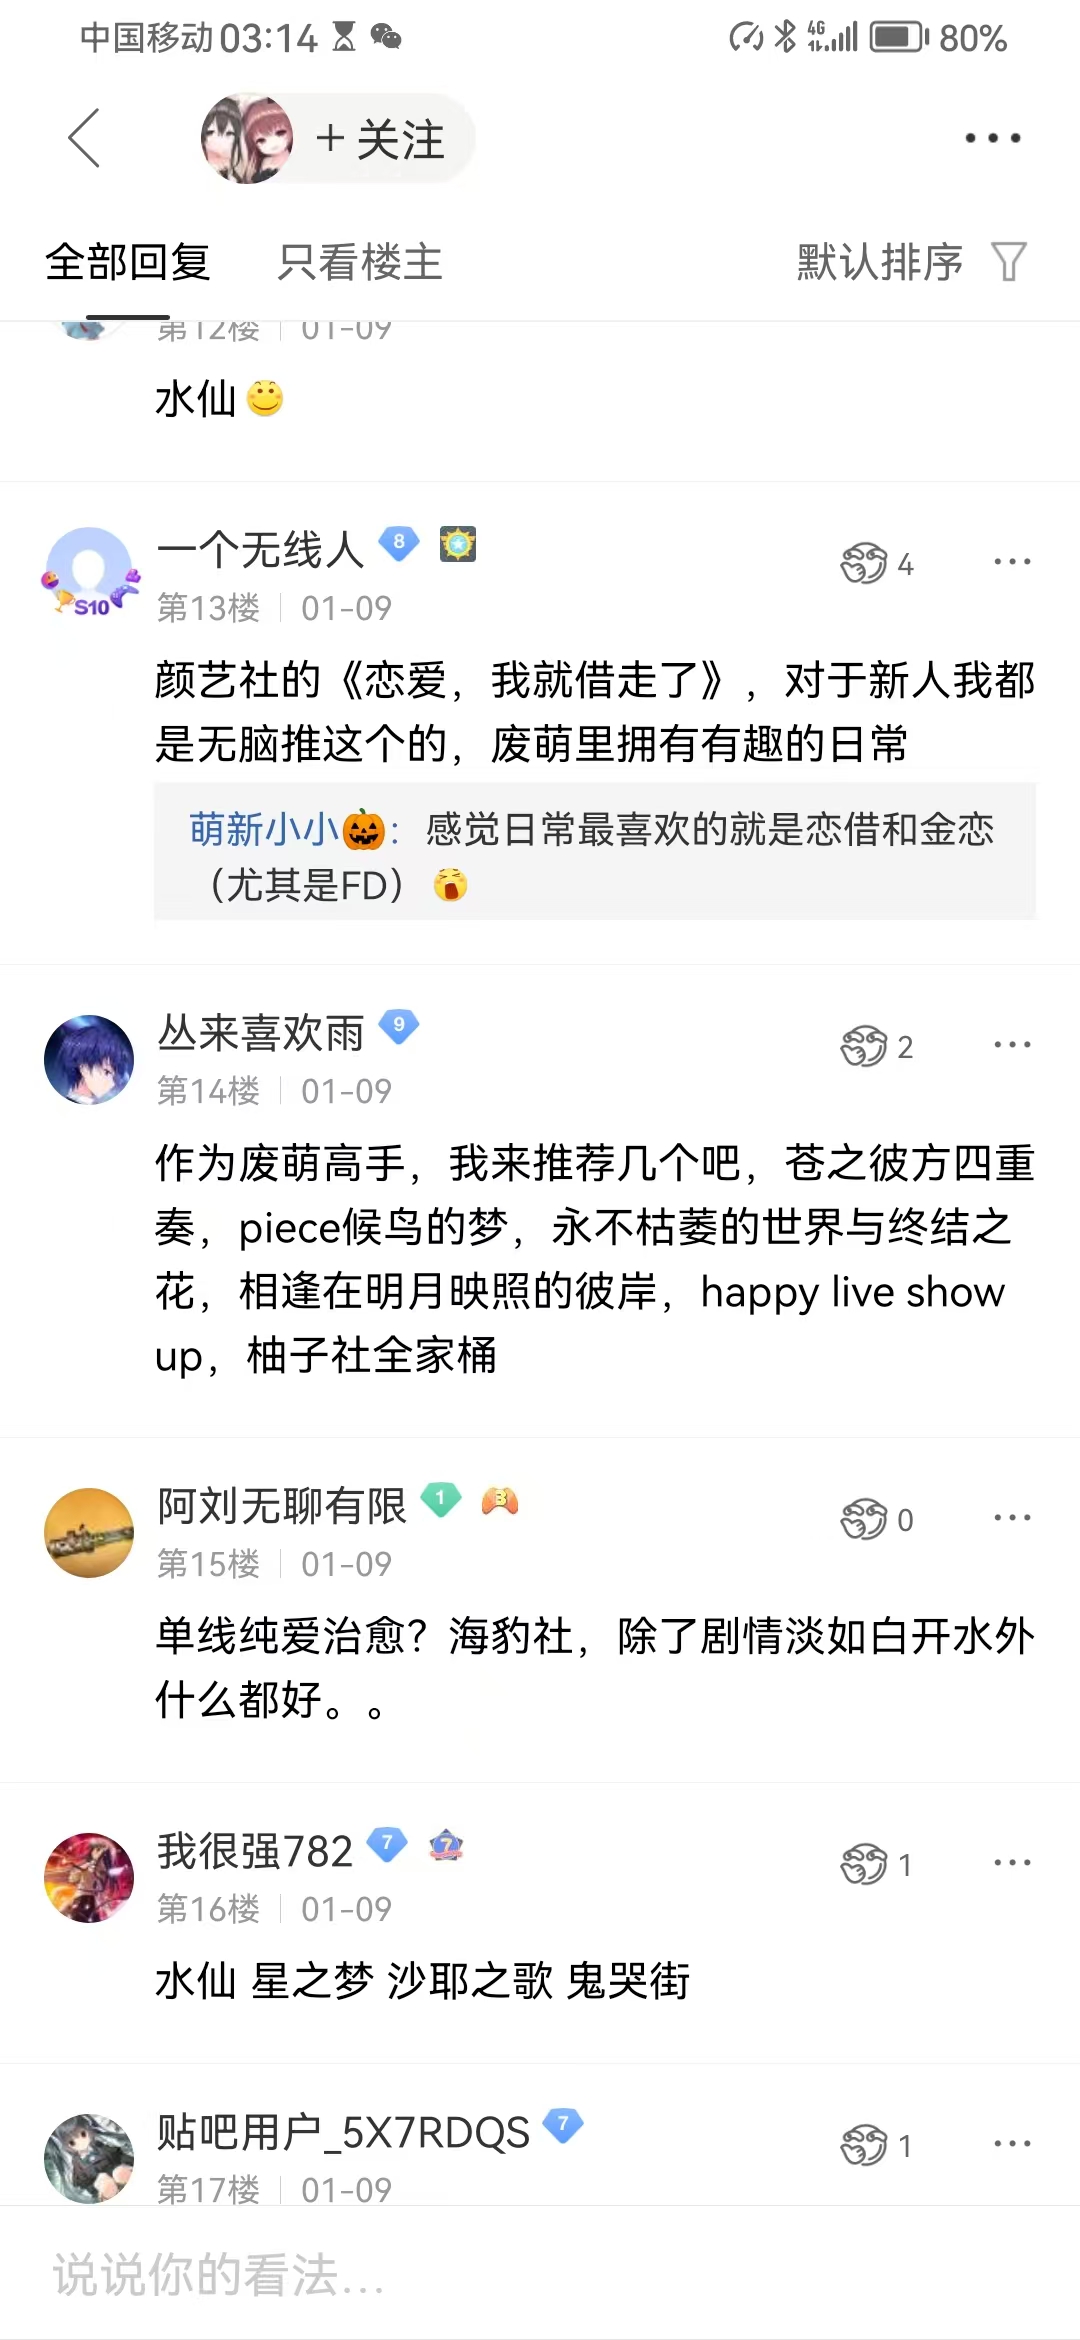 中国移动 03:14 4G 80%
+ 关注
全部回复 只看楼主 默认排序
第12楼 | 01-09
水仙
一个无线人 8 4
S10
第13楼 | 01-09
颜艺社的《恋爱，我就借走了》，对于新人我都
是无脑推这个的，废萌里拥有有趣的日常
萌新小小🎃：感觉日常最喜欢的就是恋借和金恋
（尤其是FD）
丛来喜欢雨 9 2
第14楼 | 01-09
作为废萌高手，我来推荐几个吧，苍之彼方四重
奏，piece候鸟的梦，永不枯萎的世界与终结之
花，相逢在明月映照的彼岸，happy live show
up，柚子社全家桶
阿刘无聊有限 1 B 0
第15楼 | 01-09
单线纯爱治愈？海豹社，除了剧情淡如白开水外
什么都好。。
我很强782 7 7 1
第16楼 | 01-09
水仙 星之梦 沙耶之歌 鬼哭街
贴吧用户_5X7RDQS 7 1
第17楼 | 01-09
说说你的看法...